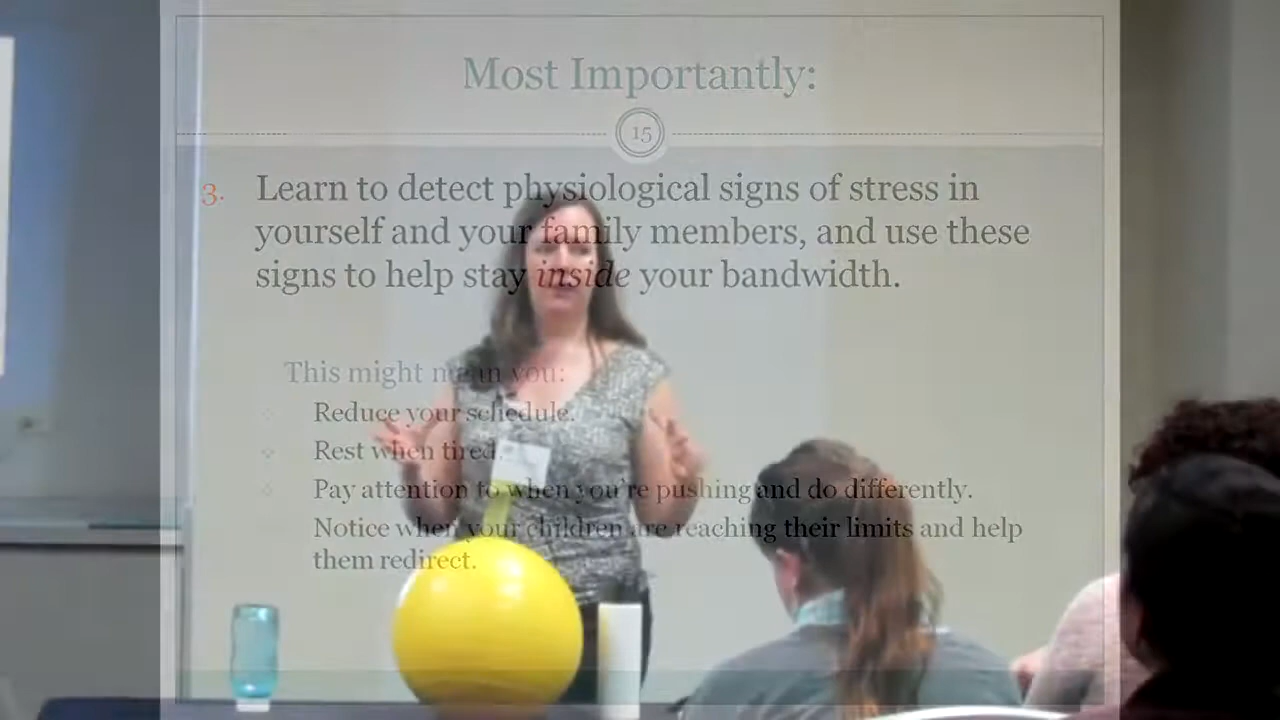 Most Importantly:
15
3. Learn to detect physiological signs of stress in
yourself and your family members, and use these
signs to help stay inside your bandwidth.
This might mean you:
Reduce your schedule.
Rest when tired.
Pay attention to when you're pushing and do differently.
Notice when your children are reaching their limits and help
them redirect.